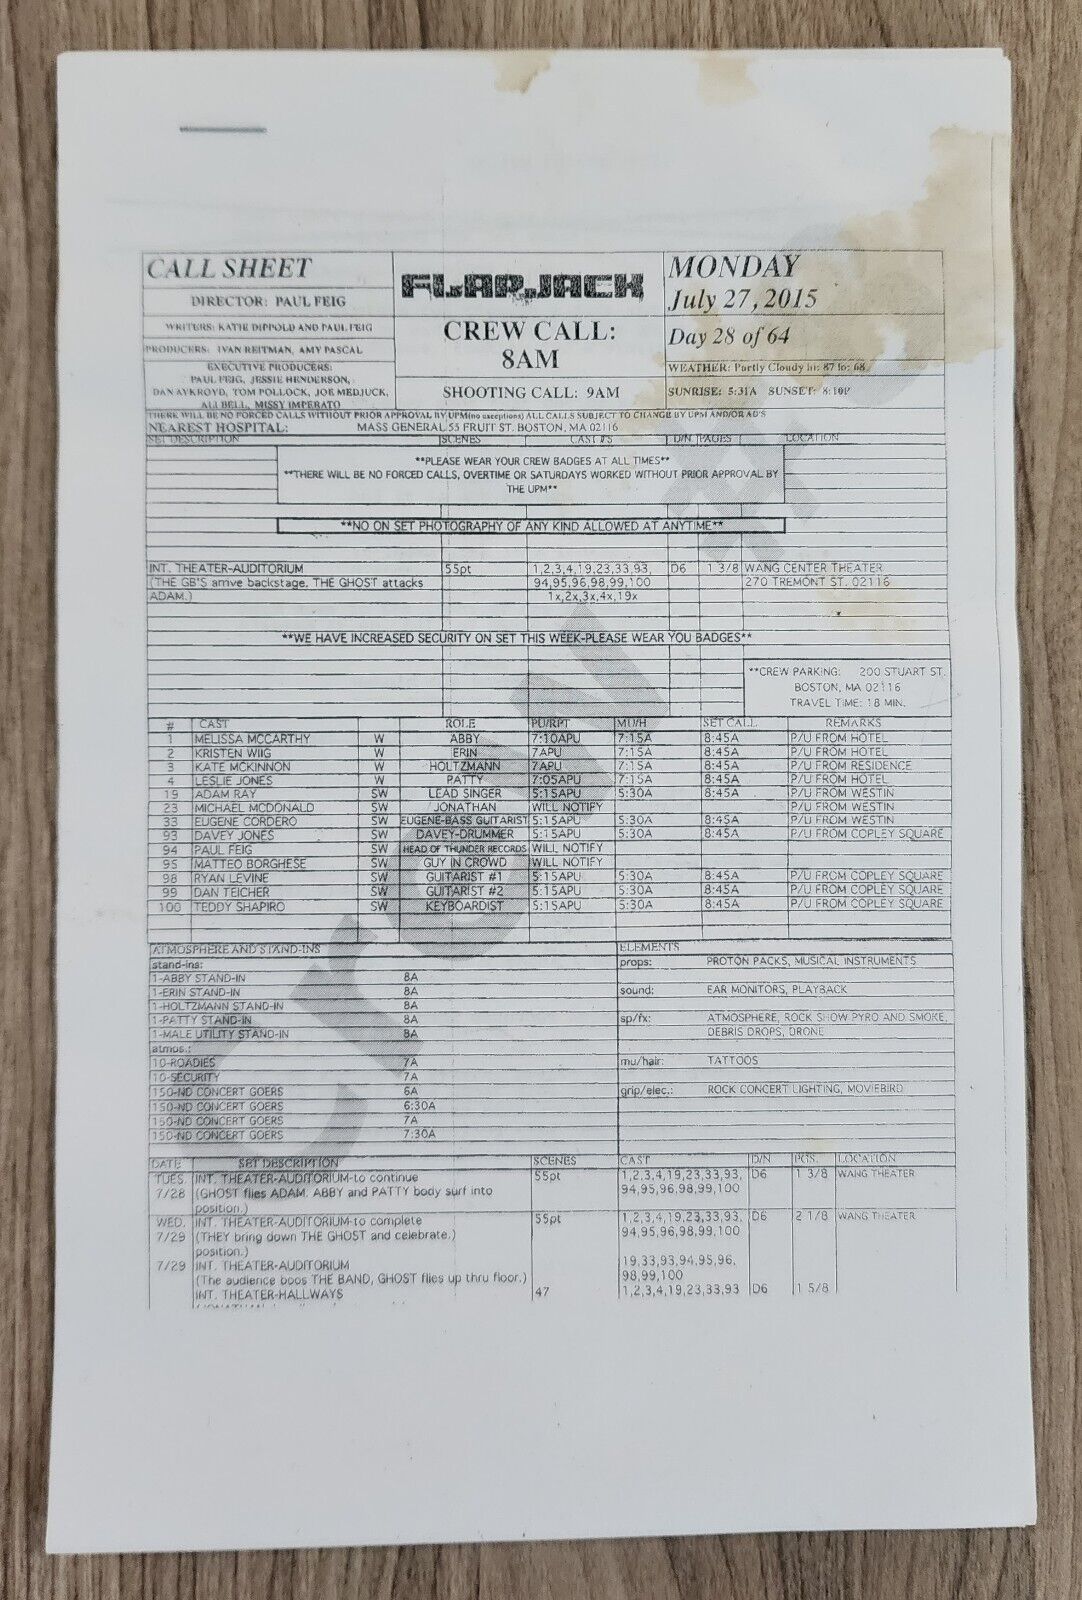 CALL SHEET
DIRECTOR: PAUL FEIG
WRITERS: KATIE DIPPOLD AND PAUL FEIG
PRODUCERS: IVAN REITMAN, AMY PASCAL
EXECUTIVE PRODUCERS:
PAUL FEIG, JESSIE HENDERSON,
DAN AYKROYD, TOM POLLOCK, JOE MEDJUCK,
ALI BELL, MISSY IMPERATO
FLAPJACK
CREW CALL:
8AM
SHOOTING CALL: 9AM
MONDAY
July 27, 2015
Day 28 of 64
WEATHER: Partly Cloudy hi: 87 lo: 68
SUNRISE: 5:31A SUNSET: 8:10P
THERE WILL BE NO FORCED CALLS WITHOUT PRIOR APPROVAL BY UPM(no exceptions) ALL CALLS SUBJECT TO CHANGE BY UPM AND/OR AD'S
NEAREST HOSPITAL: MASS GENERAL 55 FRUIT ST. BOSTON, MA 02116
SET DESCRIPTION SCENES CAST #'S D/N PAGES LOCATION
**PLEASE WEAR YOUR CREW BADGES AT ALL TIMES**
**THERE WILL BE NO FORCED CALLS, OVERTIME OR SATURDAYS WORKED WITHOUT PRIOR APPROVAL BY
THE UPM**
**NO ON SET PHOTOGRAPHY OF ANY KIND ALLOWED AT ANYTIME**
INT. THEATER-AUDITORIUM 55pt 1,2,3,4,19,23,33,93, D6 1 3/8 WANG CENTER THEATER
(THE GB'S arrive backstage. THE GHOST attacks 94,95,96,98,99,100 270 TREMONT ST. 02116
ADAM.) 1x,2x,3x,4x,19x
**WE HAVE INCREASED SECURITY ON SET THIS WEEK-PLEASE WEAR YOU BADGES**
**CREW PARKING: 200 STUART ST.
BOSTON, MA 02116
TRAVEL TIME: 18 MIN.
# CAST ROLE PU/RPT MU/H SET CALL REMARKS
1 MELISSA MCCARTHY W ABBY 7:10APU 7:15A 8:45A P/U FROM HOTEL
2 KRISTEN WIIG W ERIN 7APU 7:15A 8:45A P/U FROM HOTEL
3 KATE MCKINNON W HOLTZMANN 7APU 7:15A 8:45A P/U FROM RESIDENCE
4 LESLIE JONES W PATTY 7:05APU 7:15A 8:45A P/U FROM HOTEL
19 ADAM RAY SW LEAD SINGER 5:15APU 5:30A 8:45A P/U FROM WESTIN
23 MICHAEL MCDONALD SW JONATHAN WILL NOTIFY P/U FROM WESTIN
33 EUGENE CORDERO SW EUGENE-BASS GUITARIST 5:15APU 5:30A 8:45A P/U FROM WESTIN
93 DAVEY JONES SW DAVEY-DRUMMER 5:15APU 5:30A 8:45A P/U FROM COPLEY SQUARE
94 PAUL FEIG SW HEAD OF THUNDER RECORDS WILL NOTIFY
95 MATTEO BORGHESE SW GUY IN CROWD WILL NOTIFY
98 RYAN LEVINE SW GUITARIST #1 5:15APU 5:30A 8:45A P/U FROM COPLEY SQUARE
99 DAN TEICHER SW GUITARIST #2 5:15APU 5:30A 8:45A P/U FROM COPLEY SQUARE
100 TEDDY SHAPIRO SW KEYBOARDIST 5:15APU 5:30A 8:45A P/U FROM COPLEY SQUARE
ATMOSPHERE AND STAND-INS ELEMENTS
stand-ins: props: PROTON PACKS, MUSICAL INSTRUMENTS
1-ABBY STAND-IN 8A
1-ERIN STAND-IN 8A sound: EAR MONITORS, PLAYBACK
1-HOLTZMANN STAND-IN 8A
1-PATTY STAND-IN 8A sp/fx: ATMOSPHERE, ROCK SHOW PYRO AND SMOKE,
1-MALE UTILITY STAND-IN 8A DEBRIS DROPS, DRONE
atmos.:
10-ROADIES 7A mu/hair: TATTOOS
10-SECURITY 7A
150-ND CONCERT GOERS 6A grip/elec.: ROCK CONCERT LIGHTING, MOVIEBIRD
150-ND CONCERT GOERS 6:30A
150-ND CONCERT GOERS 7A
150-ND CONCERT GOERS 7:30A
DATE SET DESCRIPTION SCENES CAST D/N PGS. LOCATION
TUES. INT. THEATER-AUDITORIUM-to continue 55pt 1,2,3,4,19,23,33,93, D6 1 3/8 WANG THEATER
7/28 (GHOST flies ADAM. ABBY and PATTY body surf into 94,95,96,98,99,100
position.)
WED. INT. THEATER-AUDITORIUM-to complete 55pt 1,2,3,4,19,23,33,93, D6 2 1/8 WANG THEATER
7/29 (THEY bring down THE GHOST and celebrate.) 94,95,96,98,99,100
position.)
7/29 INT. THEATER-AUDITORIUM 19,33,93,94,95,96,
(The audience boos THE BAND, GHOST flies up thru floor.) 98,99,100
INT. THEATER-HALLWAYS 47 1,2,3,4,19,23,33,93 D6 1 5/8